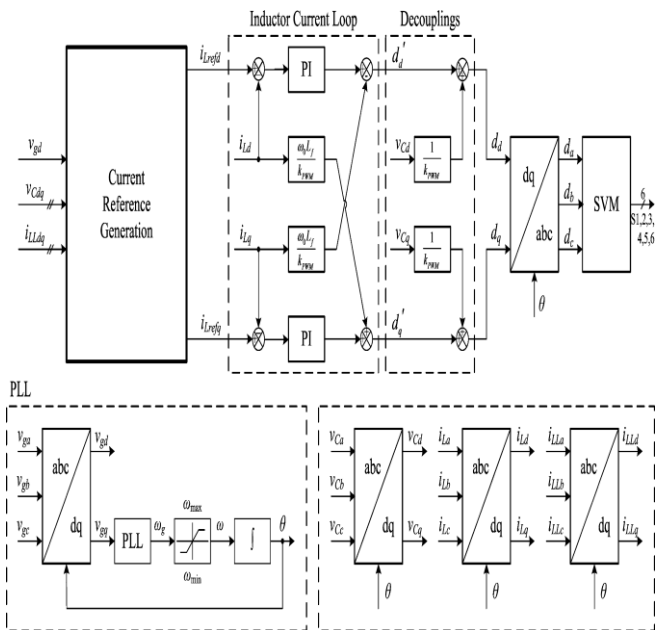 Inductor Current Loop
Decouplings
i_Lrefd
PI
d_d′
v_gd
v_Cdq
i_LLdq
Current
Reference
Generation
i_Ld
ω₀L_f
k_PWM
v_Cd
1
k_PWM
d_d
dq
abc
d_a
d_b
d_c
SVM
6
S1,2,3,
4,5,6
i_Lq
ω₀L_f
k_PWM
v_Cq
1
k_PWM
d_q
θ
i_Lrefq
PI
d_q′
PLL
v_ga
v_gb
v_gc
abc
dq
v_gd
v_gq
PLL
ω_g
ω_max
ω_min
ω
∫
θ
v_Ca
v_Cb
v_Cc
abc
dq
v_Cd
v_Cq
θ
i_La
i_Lb
i_Lc
abc
dq
i_Ld
i_Lq
θ
i_LLa
i_LLb
i_LLc
abc
dq
i_LLd
i_LLq
θ